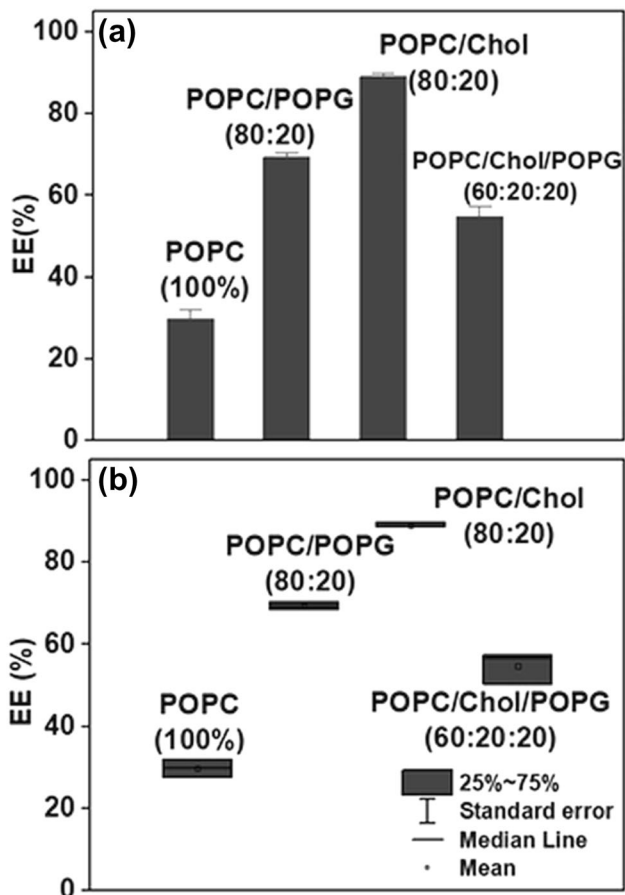 (a)
100
80
60
40
20
0
EE(%)
POPC
(100%)
POPC/POPG
(80:20)
POPC/Chol
(80:20)
POPC/Chol/POPG
(60:20:20)
(b)
100
80
60
40
20
0
EE (%)
POPC
(100%)
POPC/POPG
(80:20)
POPC/Chol
(80:20)
POPC/Chol/POPG
(60:20:20)
25%~75%
Standard error
Median Line
Mean